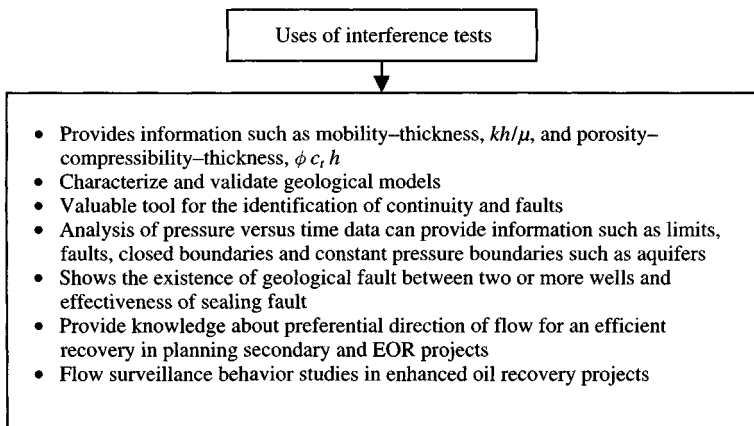 Uses of interference tests
• Provides information such as mobility–thickness, kh/μ, and porosity–
compressibility–thickness, ϕ cₜ h
• Characterize and validate geological models
• Valuable tool for the identification of continuity and faults
• Analysis of pressure versus time data can provide information such as limits,
faults, closed boundaries and constant pressure boundaries such as aquifers
• Shows the existence of geological fault between two or more wells and
effectiveness of sealing fault
• Provide knowledge about preferential direction of flow for an efficient
recovery in planning secondary and EOR projects
• Flow surveillance behavior studies in enhanced oil recovery projects